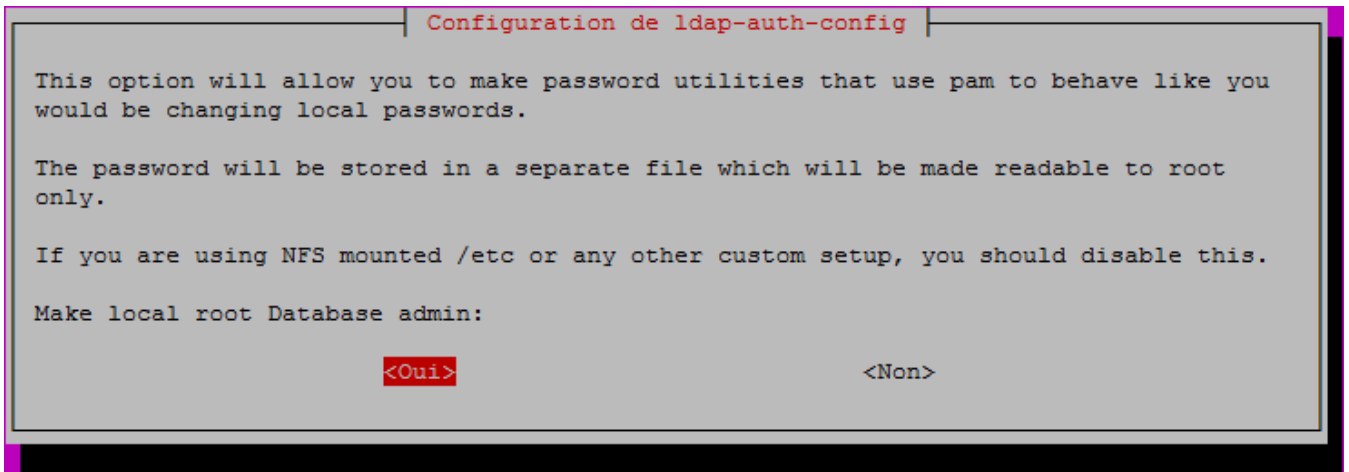 Configuration de ldap-auth-config
This option will allow you to make password utilities that use pam to behave like you
would be changing local passwords.
The password will be stored in a separate file which will be made readable to root
only.
If you are using NFS mounted /etc or any other custom setup, you should disable this.
Make local root Database admin:
<Oui> <Non>